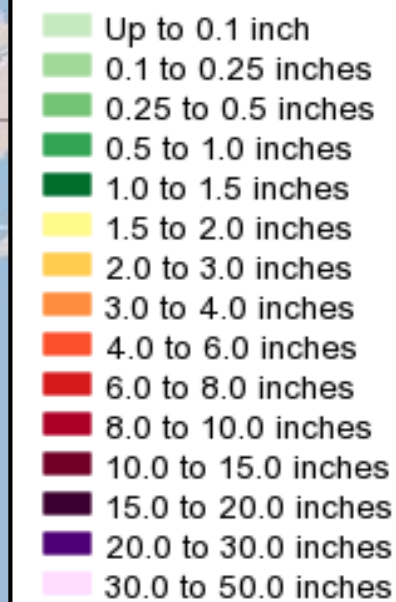 Up to 0.1 inch
0.1 to 0.25 inches
0.25 to 0.5 inches
0.5 to 1.0 inches
1.0 to 1.5 inches
1.5 to 2.0 inches
2.0 to 3.0 inches
3.0 to 4.0 inches
4.0 to 6.0 inches
6.0 to 8.0 inches
8.0 to 10.0 inches
10.0 to 15.0 inches
15.0 to 20.0 inches
20.0 to 30.0 inches
30.0 to 50.0 inches